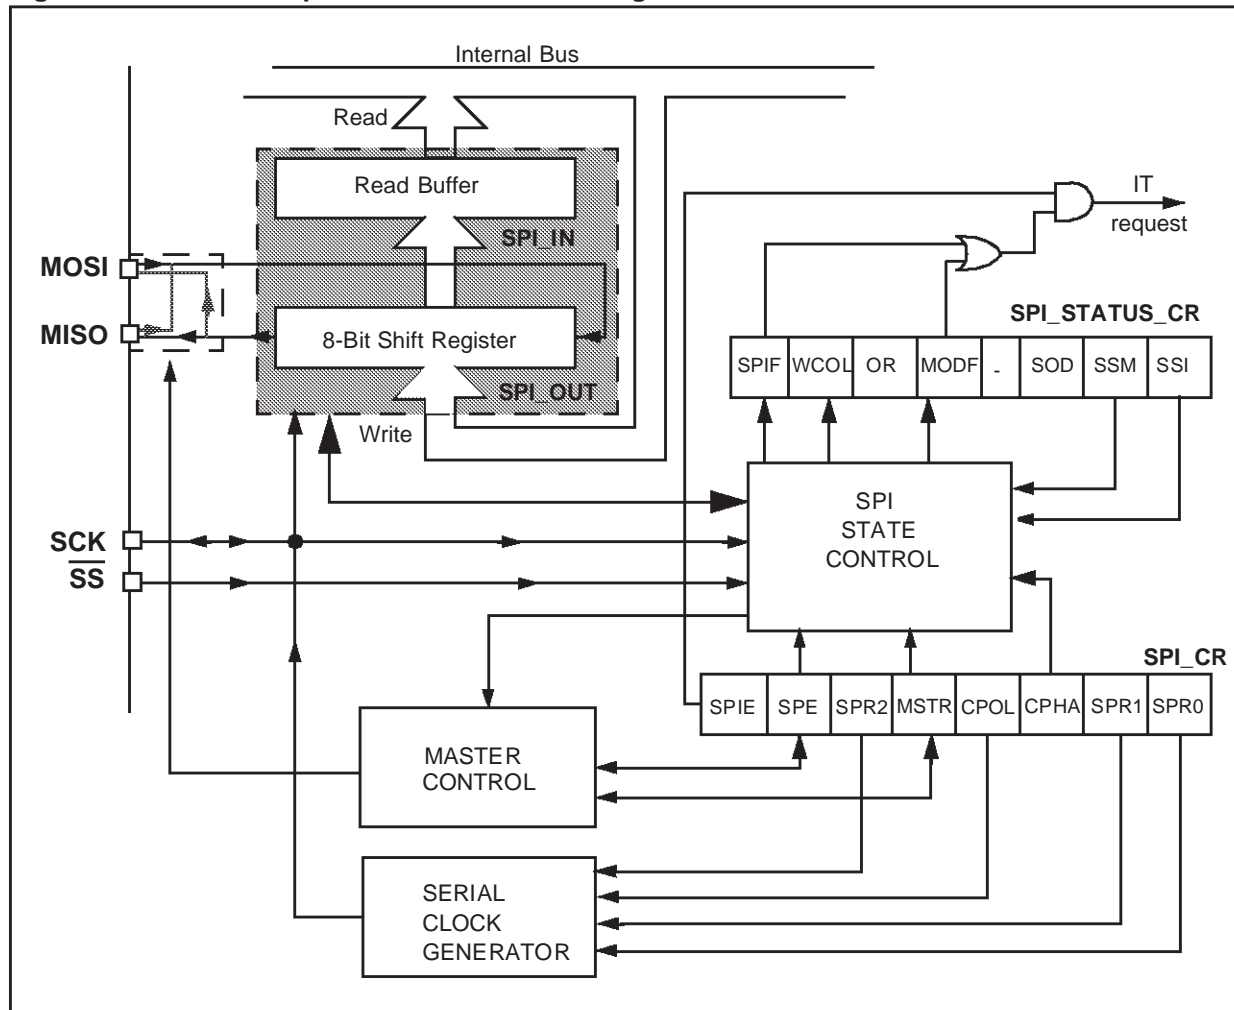 Internal Bus
Read
Read Buffer
SPI_IN
IT
request
MOSI
MISO
8-Bit Shift Register
SPI_OUT
Write
SPI_STATUS_CR
SPIF WCOL OR MODF - SOD SSM SSI
SPI
STATE
CONTROL
SCK
SS
SPI_CR
SPIE SPE SPR2 MSTR CPOL CPHA SPR1 SPR0
MASTER
CONTROL
SERIAL
CLOCK
GENERATOR